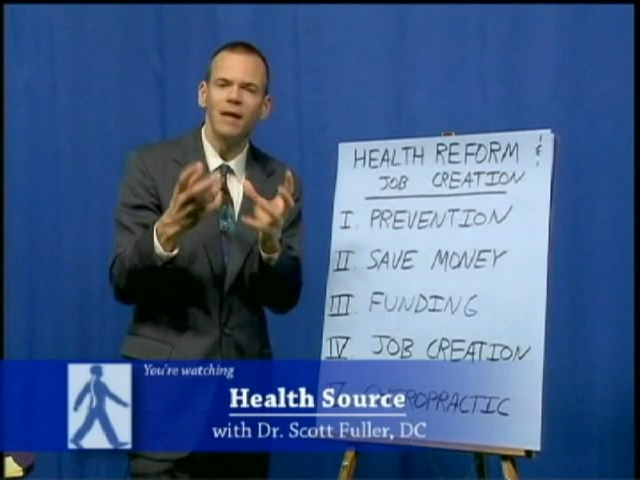 HEALTH REFORM &
JOB CREATION
I. PREVENTION
II SAVE MONEY
III. FUNDING
IV. JOB CREATION
V CHIROPRACTIC
You're watching
Health Source
with Dr. Scott Fuller, DC